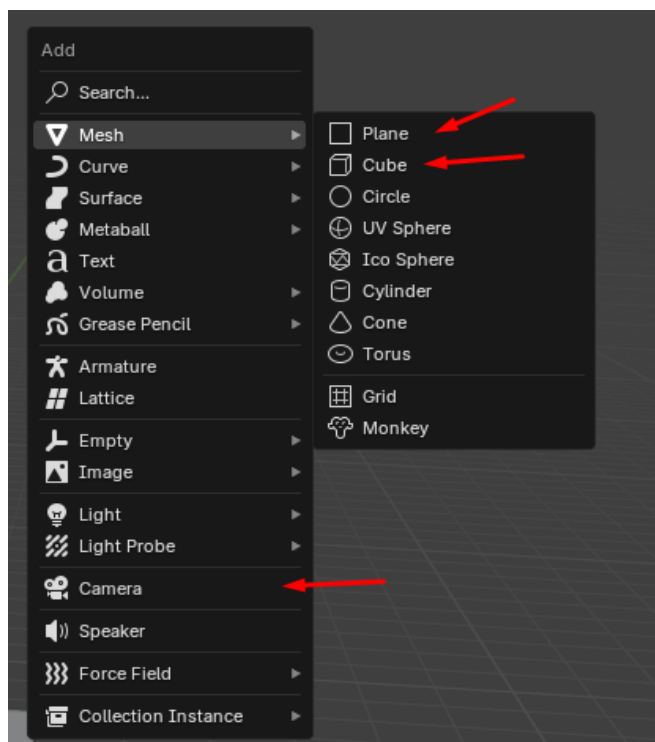 Add
Search...
Mesh
Curve
Surface
Metaball
Text
Volume
Grease Pencil
Armature
Lattice
Empty
Image
Light
Light Probe
Camera
Speaker
Force Field
Collection Instance
Plane
Cube
Circle
UV Sphere
Ico Sphere
Cylinder
Cone
Torus
Grid
Monkey